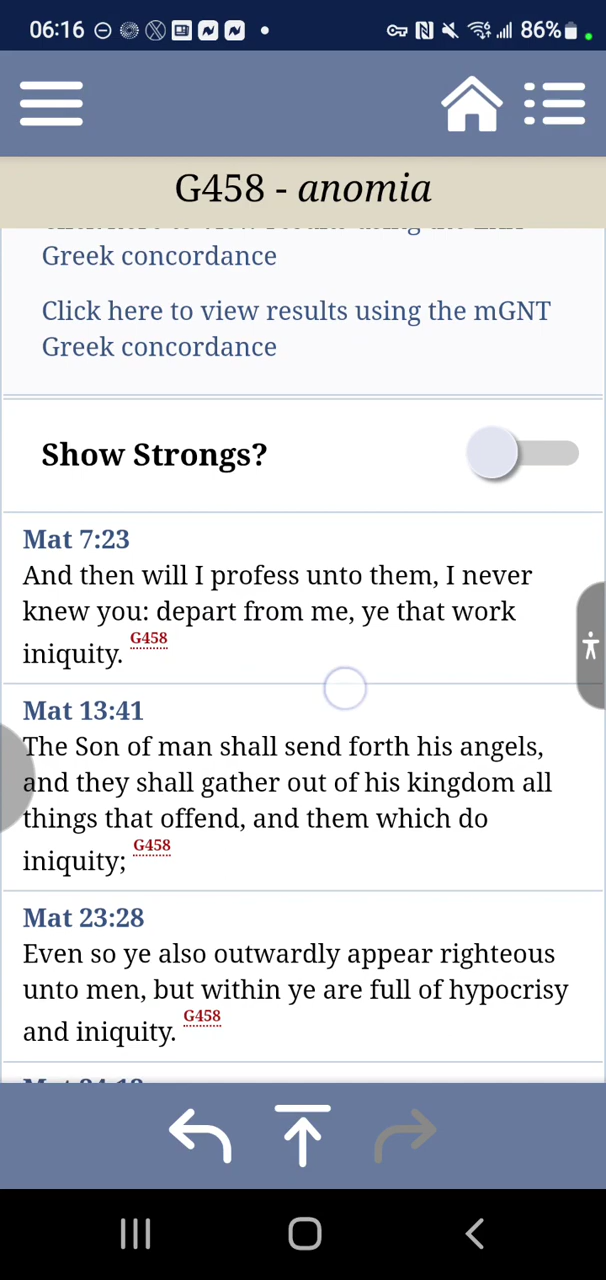 06:16
86%
G458 - anomia
Greek concordance
Click here to view results using the mGNT
Greek concordance
Show Strongs?
Mat 7:23
And then will I profess unto them, I never
knew you: depart from me, ye that work
iniquity. G458
Mat 13:41
The Son of man shall send forth his angels,
and they shall gather out of his kingdom all
things that offend, and them which do
iniquity; G458
Mat 23:28
Even so ye also outwardly appear righteous
unto men, but within ye are full of hypocrisy
and iniquity. G458